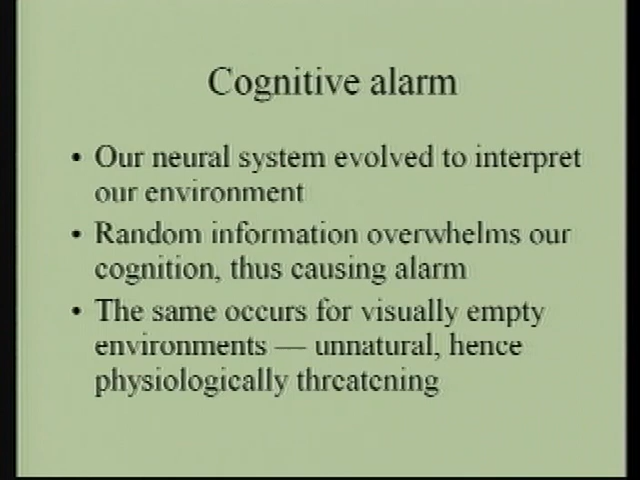 Cognitive alarm
• Our neural system evolved to interpret
our environment
• Random information overwhelms our
cognition, thus causing alarm
• The same occurs for visually empty
environments — unnatural, hence
physiologically threatening